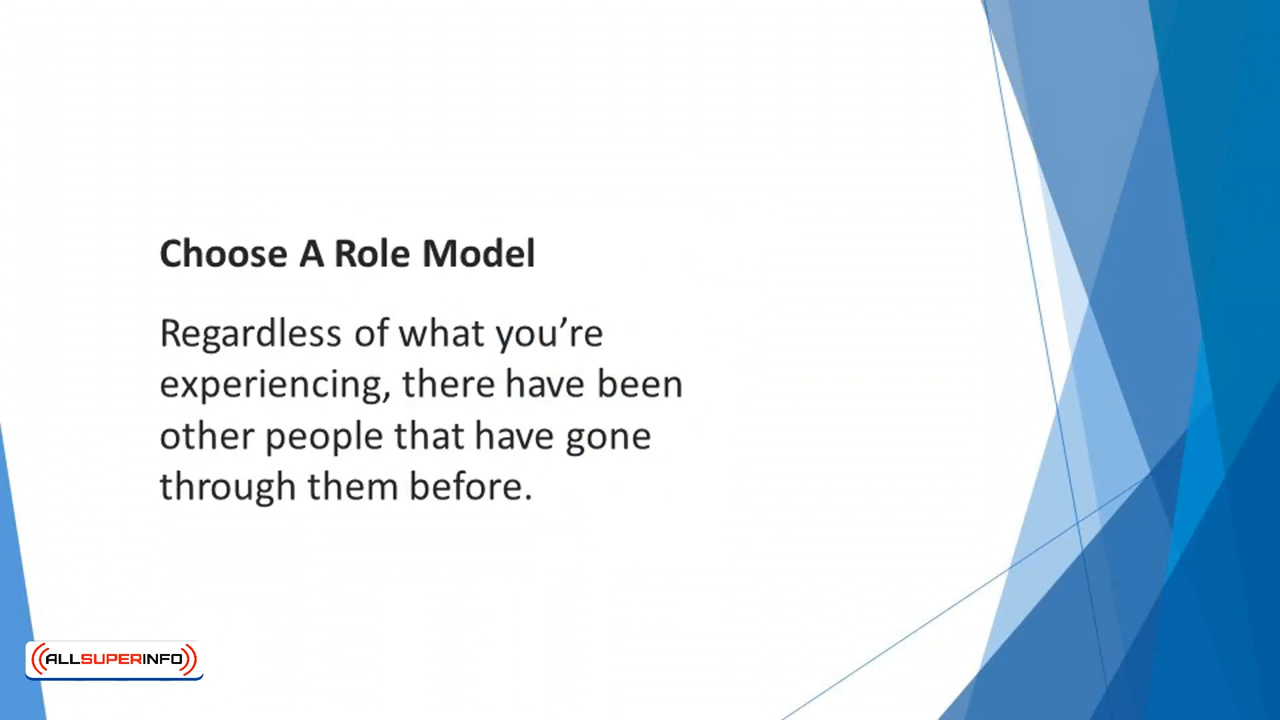 Choose A Role Model
Regardless of what you’re
experiencing, there have been
other people that have gone
through them before.
ALLSUPERINFO